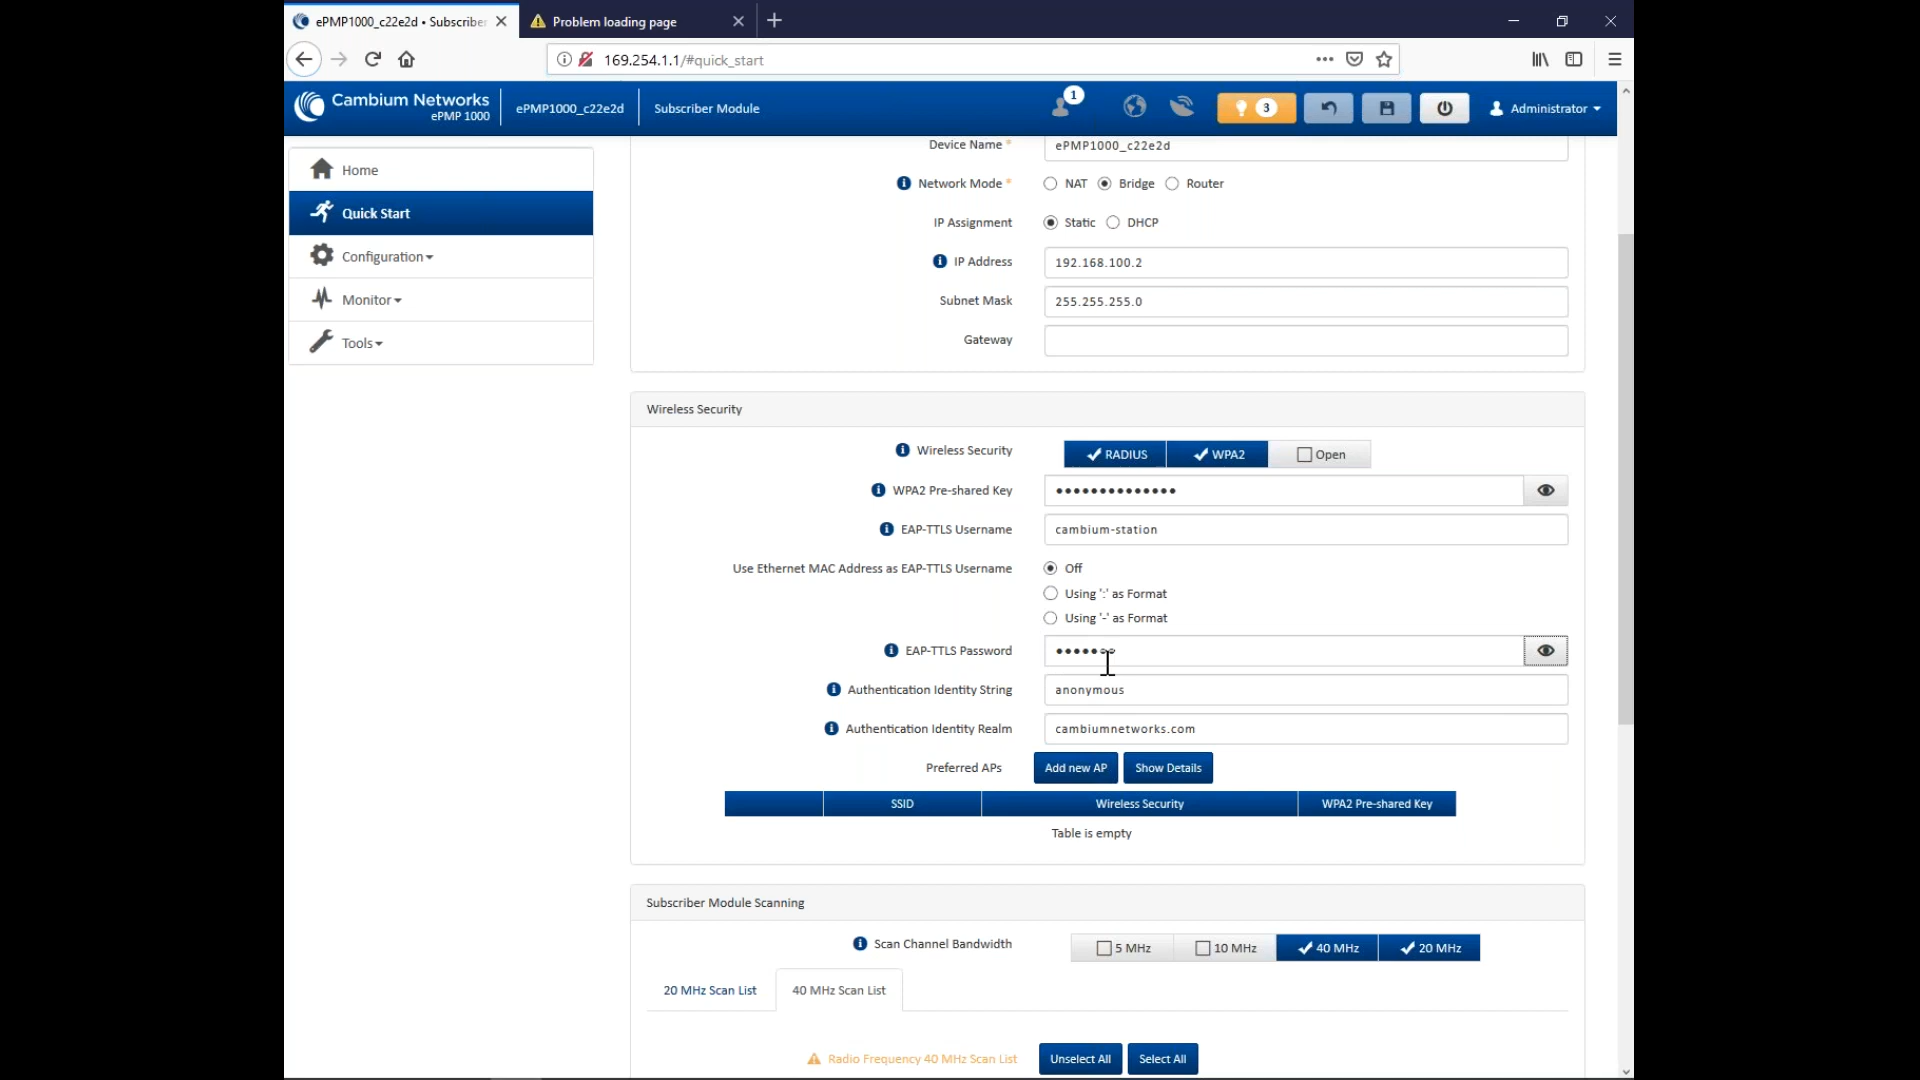 ePMP1000_c22e2d • Subscriber
Problem loading page
169.254.1.1/#quick_start
Cambium Networks
ePMP 1000
ePMP1000_c22e2d
Subscriber Module
1
3
Administrator
Home
Quick Start
Configuration
Monitor
Tools
Device Name *
ePMP1000_c22e2d
Network Mode *
NAT
Bridge
Router
IP Assignment
Static
DHCP
IP Address
192.168.100.2
Subnet Mask
255.255.255.0
Gateway
Wireless Security
Wireless Security
RADIUS
WPA2
Open
WPA2 Pre-shared Key
••••••••••••••
EAP-TTLS Username
cambium-station
Use Ethernet MAC Address as EAP-TTLS Username
Off
Using ':' as Format
Using '-' as Format
EAP-TTLS Password
•••••••
Authentication Identity String
anonymous
Authentication Identity Realm
cambiumnetworks.com
Preferred APs
Add new AP
Show Details
SSID
Wireless Security
WPA2 Pre-shared Key
Table is empty
Subscriber Module Scanning
Scan Channel Bandwidth
5 MHz
10 MHz
40 MHz
20 MHz
20 MHz Scan List
40 MHz Scan List
Radio Frequency 40 MHz Scan List
Unselect All
Select All